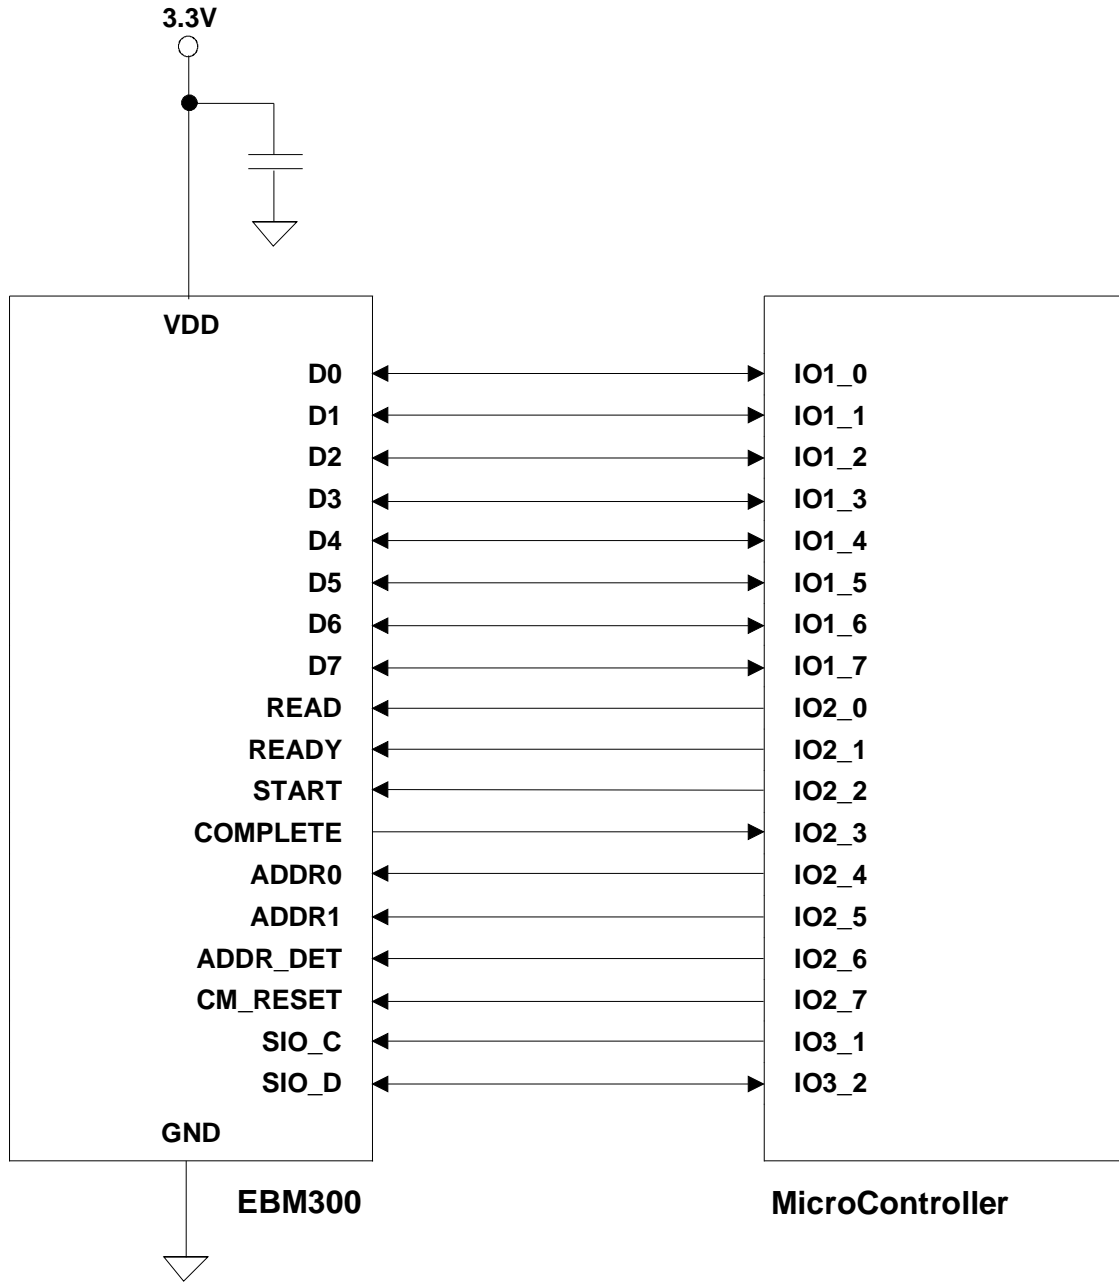 3.3V
VDD
D0 IO1_0
D1 IO1_1
D2 IO1_2
D3 IO1_3
D4 IO1_4
D5 IO1_5
D6 IO1_6
D7 IO1_7
READ IO2_0
READY IO2_1
START IO2_2
COMPLETE IO2_3
ADDR0 IO2_4
ADDR1 IO2_5
ADDR_DET IO2_6
CM_RESET IO2_7
SIO_C IO3_1
SIO_D IO3_2
GND
EBM300 MicroController